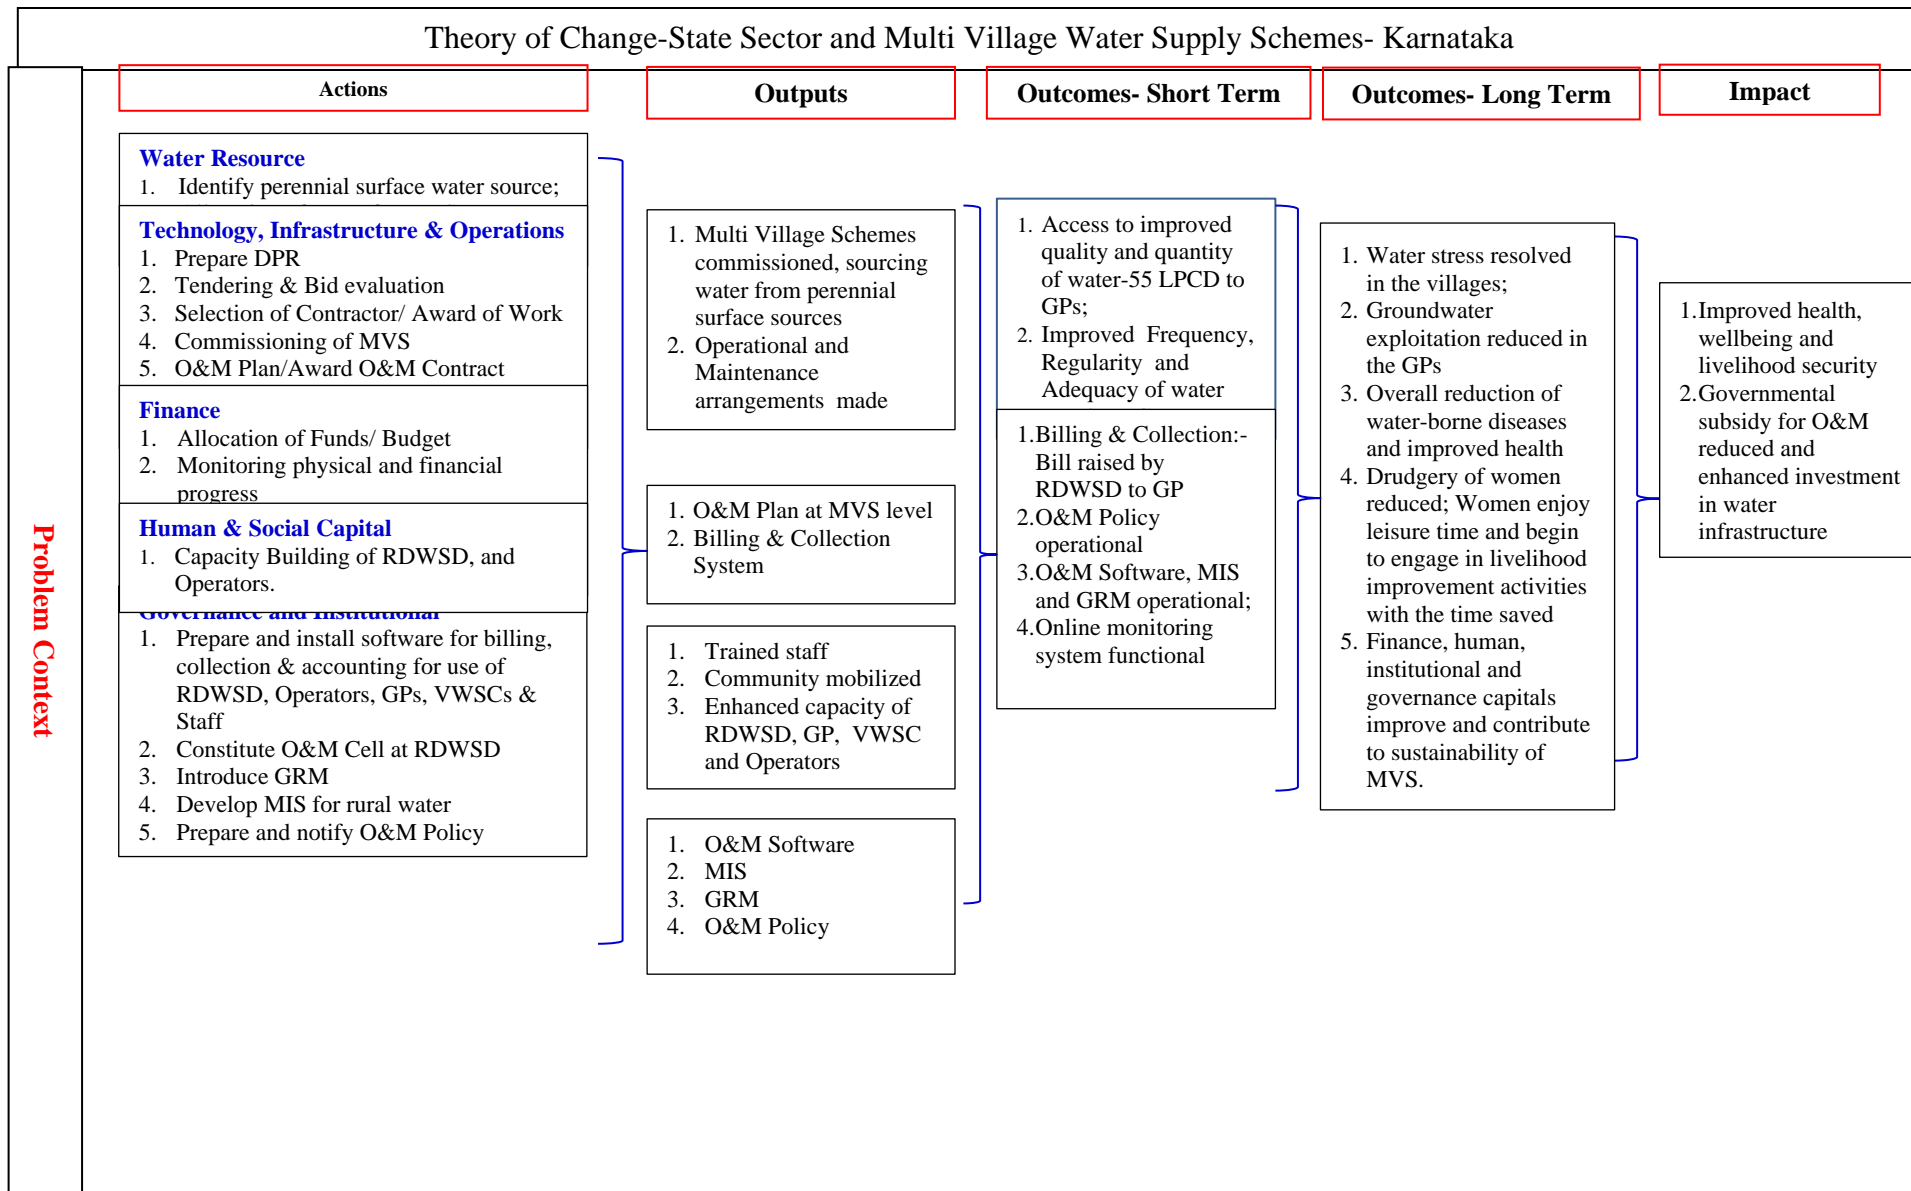 Theory of Change-State Sector and Multi Village Water Supply Schemes- Karnataka
Problem Context
Actions
Water Resource
1. Identify perennial surface water source;
Technology, Infrastructure & Operations
1. Prepare DPR
2. Tendering & Bid evaluation
3. Selection of Contractor/ Award of Work
4. Commissioning of MVS
5. O&M Plan/Award O&M Contract
Finance
1. Allocation of Funds/ Budget
2. Monitoring physical and financial
progress
Human & Social Capital
1. Capacity Building of RDWSD, and
Operators.
Governance and Institutional
1. Prepare and install software for billing,
collection & accounting for use of
RDWSD, Operators, GPs, VWSCs &
Staff
2. Constitute O&M Cell at RDWSD
3. Introduce GRM
4. Develop MIS for rural water
5. Prepare and notify O&M Policy
Outputs
1. Multi Village Schemes
commissioned, sourcing
water from perennial
surface sources
2. Operational and
Maintenance
arrangements made
1. O&M Plan at MVS level
2. Billing & Collection
System
1. Trained staff
2. Community mobilized
3. Enhanced capacity of
RDWSD, GP, VWSC
and Operators
1. O&M Software
2. MIS
3. GRM
4. O&M Policy
Outcomes- Short Term
1. Access to improved
quality and quantity
of water-55 LPCD to
GPs;
2. Improved Frequency,
Regularity and
Adequacy of water
1.Billing & Collection:-
Bill raised by
RDWSD to GP
2.O&M Policy
operational
3.O&M Software, MIS
and GRM operational;
4.Online monitoring
system functional
Outcomes- Long Term
1. Water stress resolved
in the villages;
2. Groundwater
exploitation reduced in
the GPs
3. Overall reduction of
water-borne diseases
and improved health
4. Drudgery of women
reduced; Women enjoy
leisure time and begin
to engage in livelihood
improvement activities
with the time saved
5. Finance, human,
institutional and
governance capitals
improve and contribute
to sustainability of
MVS.
Impact
1.Improved health,
wellbeing and
livelihood security
2.Governmental
subsidy for O&M
reduced and
enhanced investment
in water
infrastructure